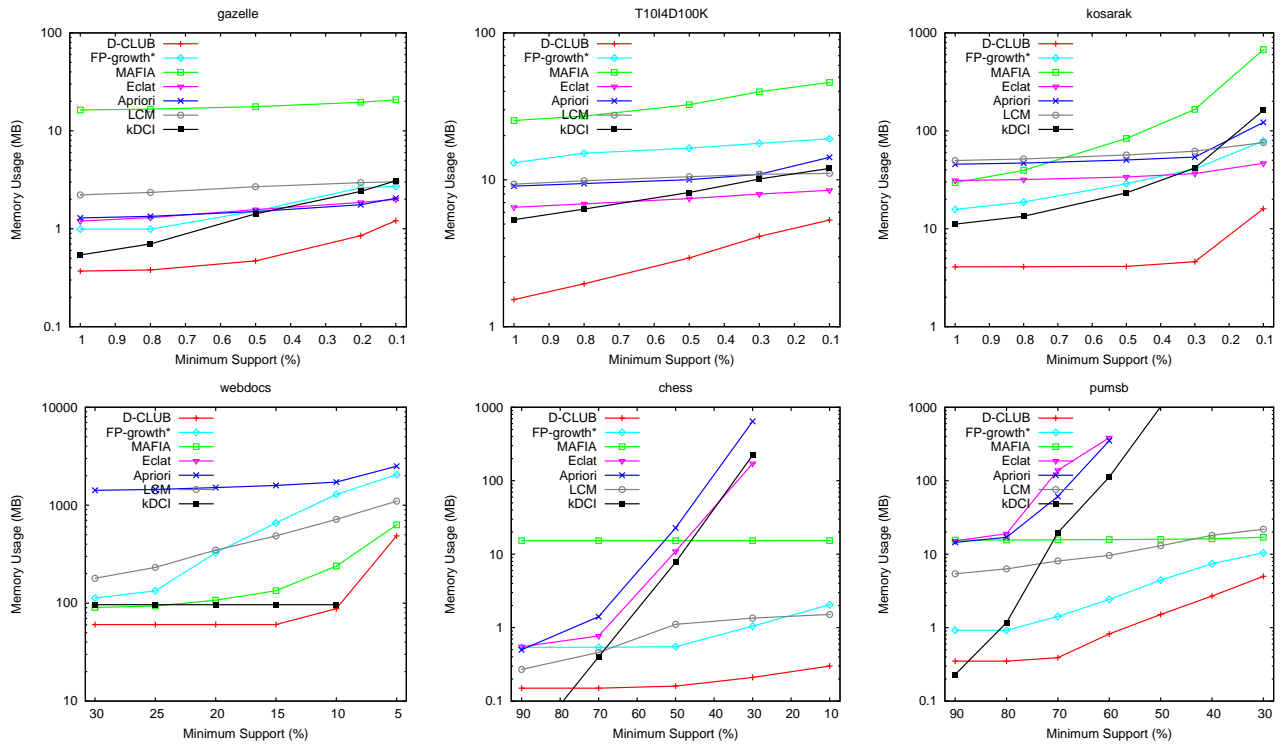 gazelle
100
10
1
0.1
1 0.9 0.8 0.7 0.6 0.5 0.4 0.3 0.2 0.1
Memory Usage (MB)
Minimum Support (%)
D-CLUB
FP-growth*
MAFIA
Eclat
Apriori
LCM
kDCI
T10I4D100K
100
10
1
1 0.9 0.8 0.7 0.6 0.5 0.4 0.3 0.2 0.1
Memory Usage (MB)
Minimum Support (%)
D-CLUB
FP-growth*
MAFIA
Eclat
Apriori
LCM
kDCI
kosarak
1000
100
10
1
1 0.9 0.8 0.7 0.6 0.5 0.4 0.3 0.2 0.1
Memory Usage (MB)
Minimum Support (%)
D-CLUB
FP-growth*
MAFIA
Eclat
Apriori
LCM
kDCI
webdocs
10000
1000
100
10
30 25 20 15 10 5
Memory Usage (MB)
Minimum Support (%)
D-CLUB
FP-growth*
MAFIA
Eclat
Apriori
LCM
kDCI
chess
1000
100
10
1
0.1
90 80 70 60 50 40 30 20 10
Memory Usage (MB)
Minimum Support (%)
D-CLUB
FP-growth*
MAFIA
Eclat
Apriori
LCM
kDCI
pumsb
1000
100
10
1
0.1
90 80 70 60 50 40 30
Memory Usage (MB)
Minimum Support (%)
D-CLUB
FP-growth*
MAFIA
Eclat
Apriori
LCM
kDCI